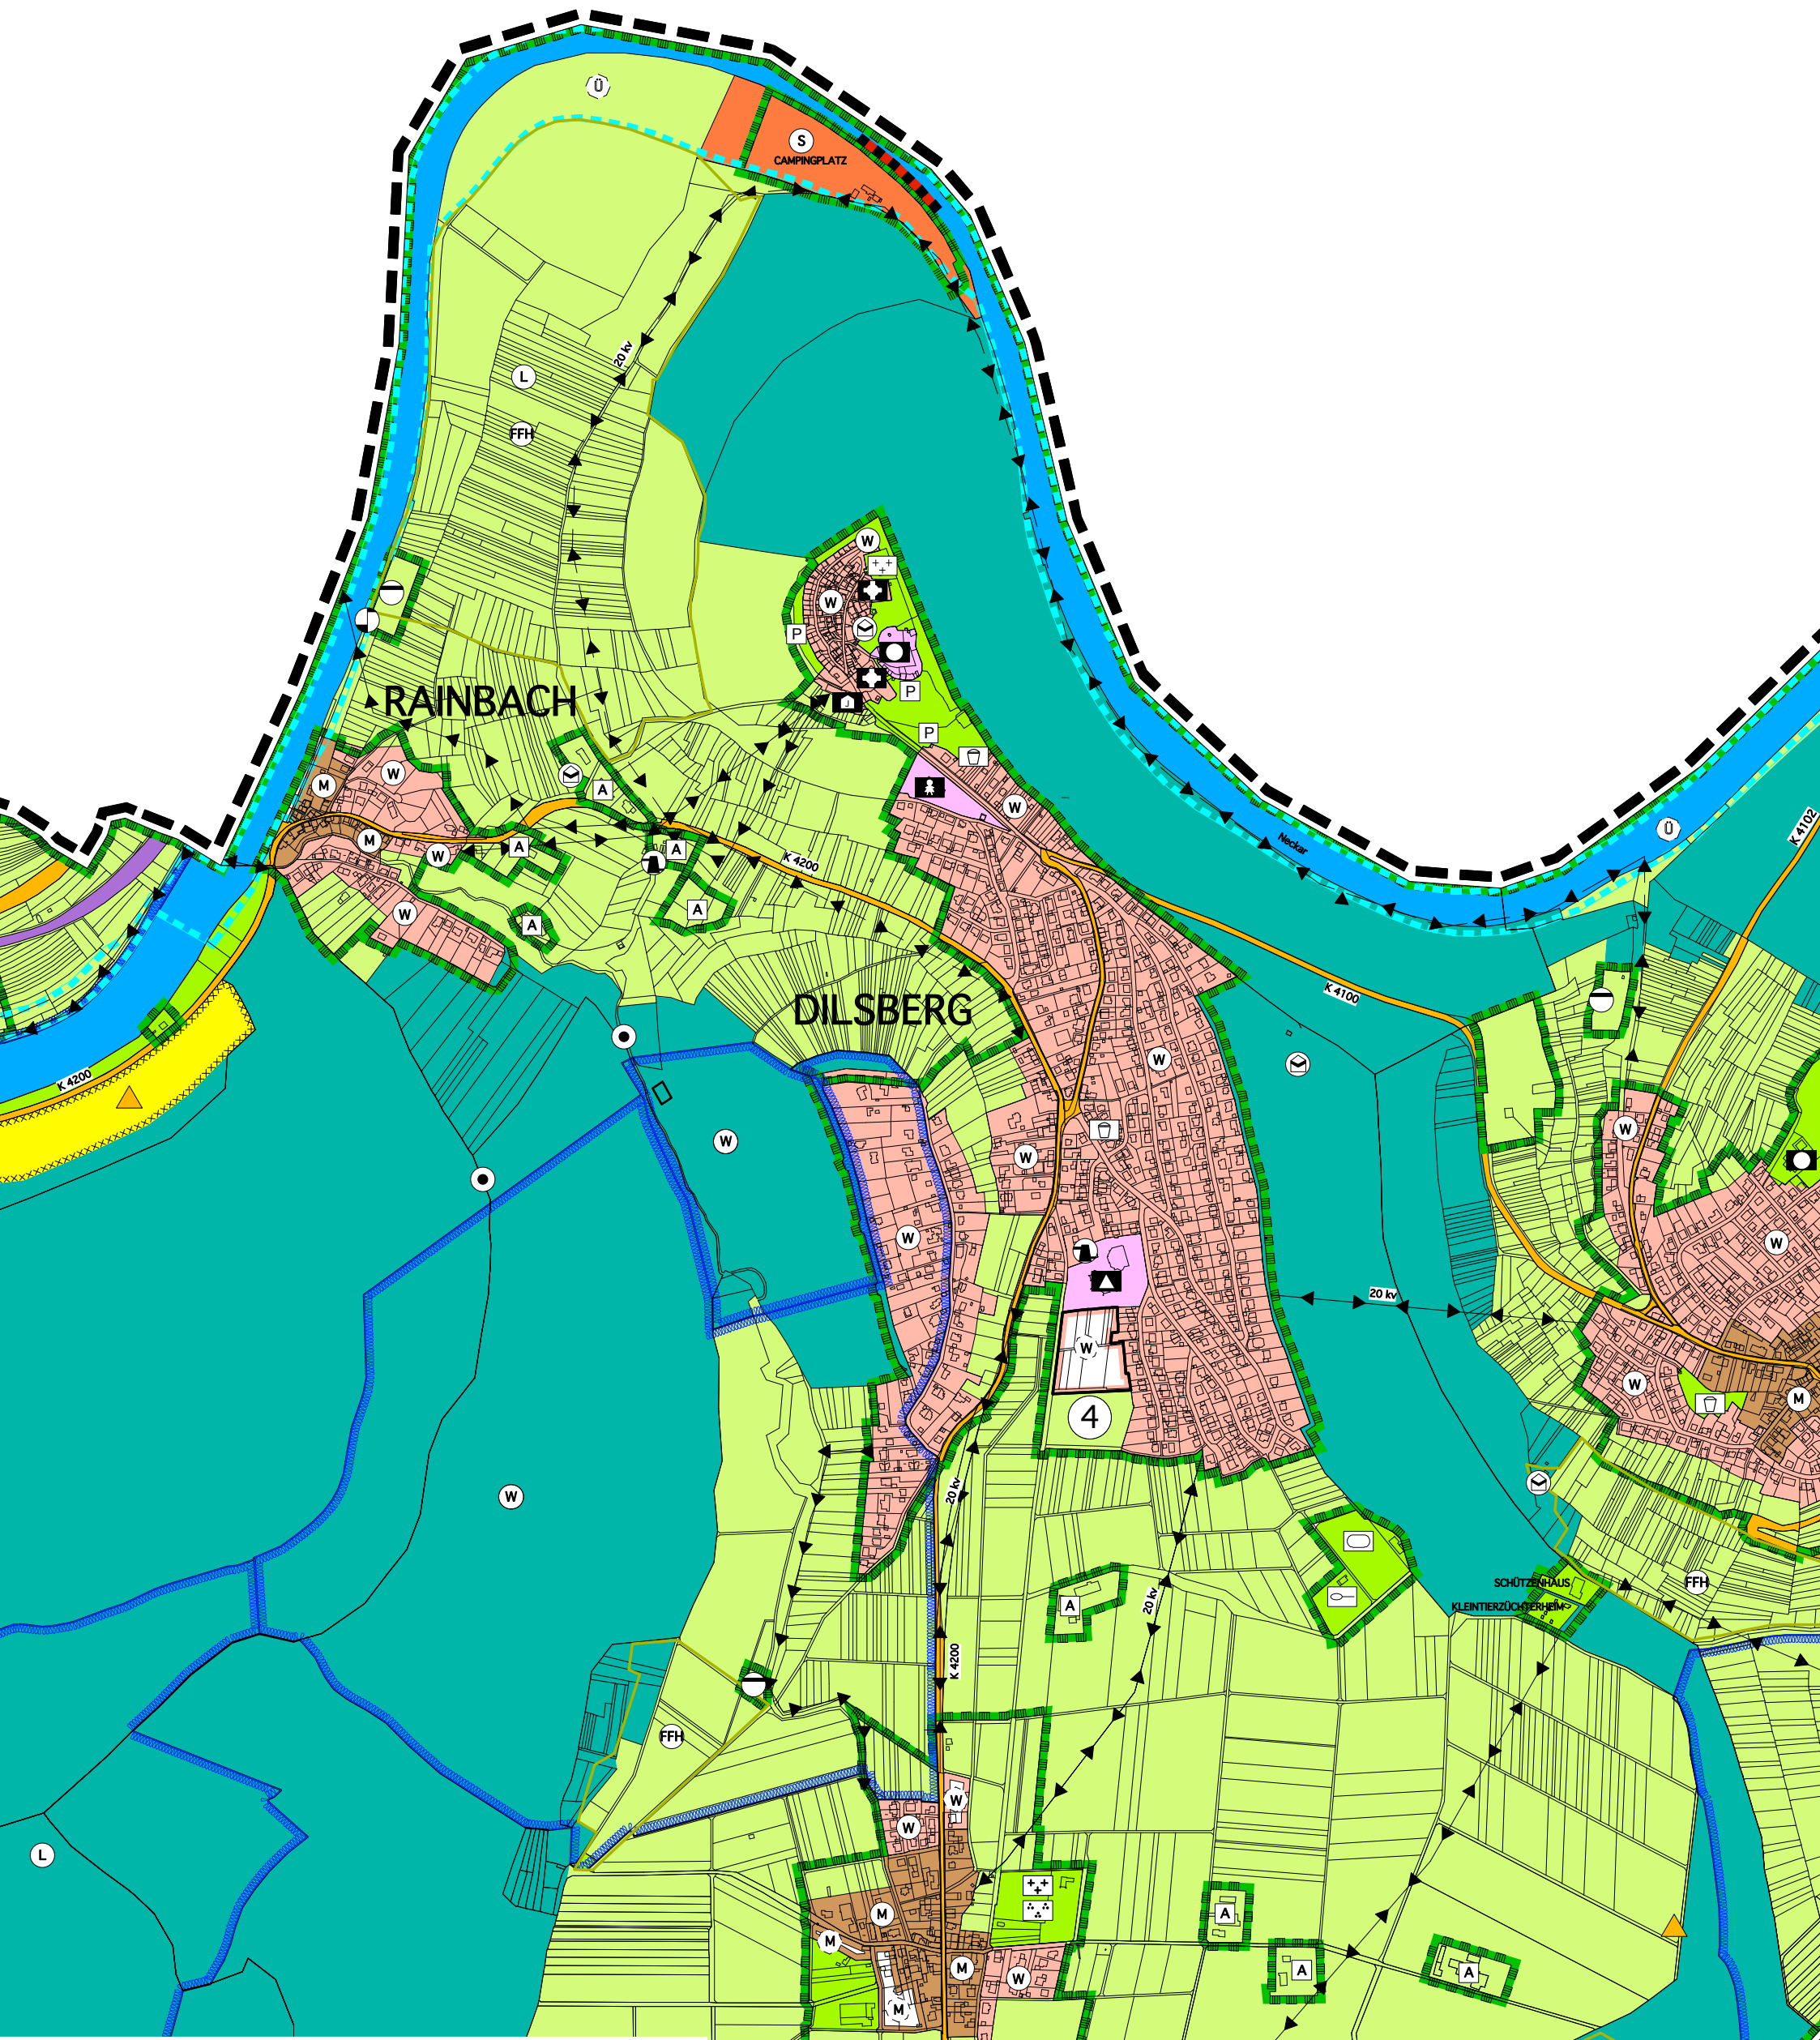 Ü
S
CAMPINGPLATZ
20 kv
L
FFH
W
W
P
P
J
RAINBACH
P
W
M
W
A
W
K 4102
Ü
Neckar
M
W
A
A
K 4200
W
A
A
K 4100
DILSBERG
W
K 4200
W
W
W
W
W
W
20 kv
W
W
M
4
20 kv
W
FFH
SCHÜTZENHAUS
KLEINTIERZÜCHTERHEIM
A
20 kv
K 4200
FFH
W
W
L
M
A
M
M
W
A
A
M